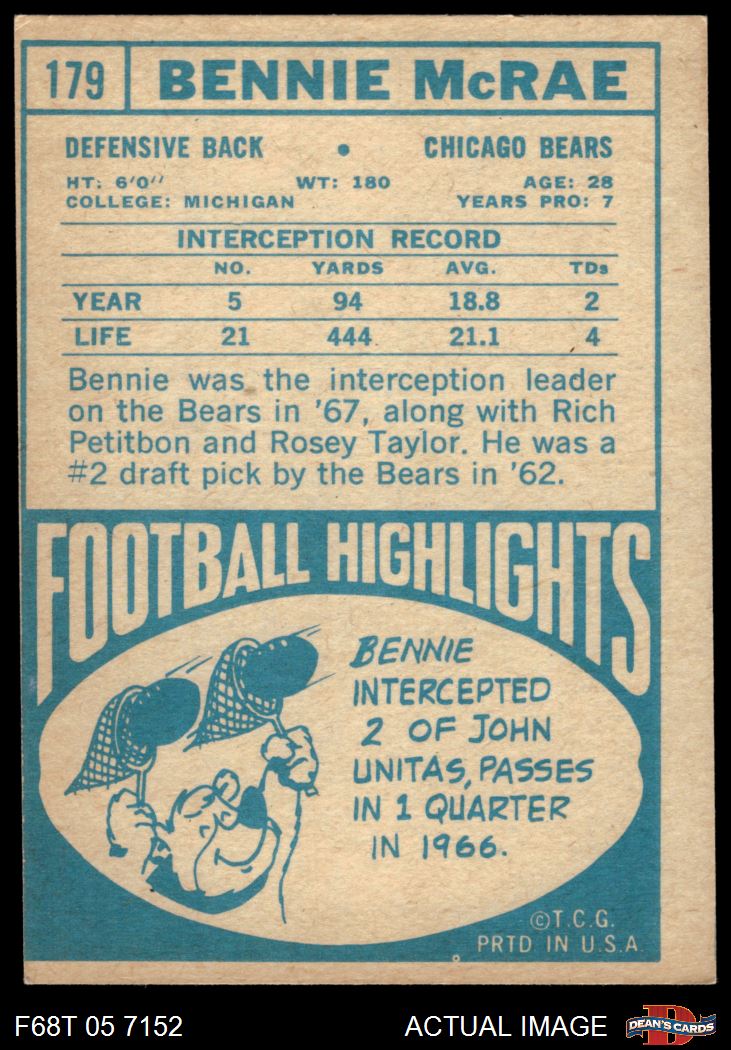 179 BENNIE McRAE
DEFENSIVE BACK • CHICAGO BEARS
HT: 6'0" WT: 180 AGE: 28
COLLEGE: MICHIGAN YEARS PRO: 7
INTERCEPTION RECORD
NO. YARDS AVG. TDs
YEAR 5 94 18.8 2
LIFE 21 444 21.1 4
Bennie was the interception leader
on the Bears in '67, along with Rich
Petitbon and Rosey Taylor. He was a
#2 draft pick by the Bears in '62.
FOOTBALL HIGHLIGHTS
BENNIE
INTERCEPTED
2 OF JOHN
UNITAS, PASSES
IN 1 QUARTER
IN 1966.
©T.C.G.
PRTD IN U.S.A.
F68T 05 7152 ACTUAL IMAGE D DEAN'S CARDS